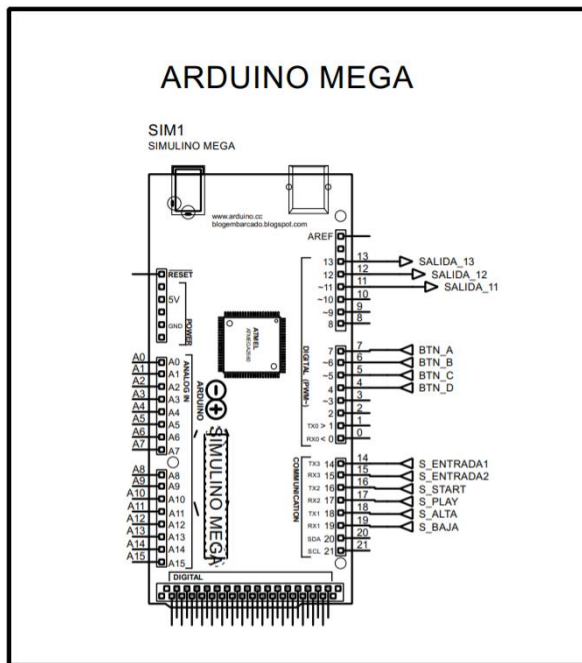 ARDUINO MEGA
SIM1
SIMULINO MEGA
www.arduino.cc
blogembarcado.blogspot.com
AREF
RESET
5V
GND
POWER
13 13 SALIDA_13
12 12 SALIDA_12
~11 11 SALIDA_11
~10 10
~9 9
8 8
ATMEL
ATMEGA2560
DIGITAL (PWM~)
7 7 BTN_A
~6 6 BTN_B
~5 5 BTN_C
4 4 BTN_D
~3 3
2 2
TX0 > 1 1
RX0 < 0 0
ANALOG IN
A0 A0
A1 A1
A2 A2
A3 A3
A4 A4
A5 A5
A6 A6
A7 A7
A8 A8
A9 A9
A10 A10
A11 A11
A12 A12
A13 A13
A14 A14
A15 A15
ARDUINO
SIMULINO MEGA
COMMUNICATION
TX3 14 14 S_ENTRADA1
RX3 15 15 S_ENTRADA2
TX2 16 16 S_START
RX2 17 17 S_PLAY
TX1 18 18 S_ALTA
RX1 19 19 S_BAJA
SDA 20 20
SCL 21 21
DIGITAL